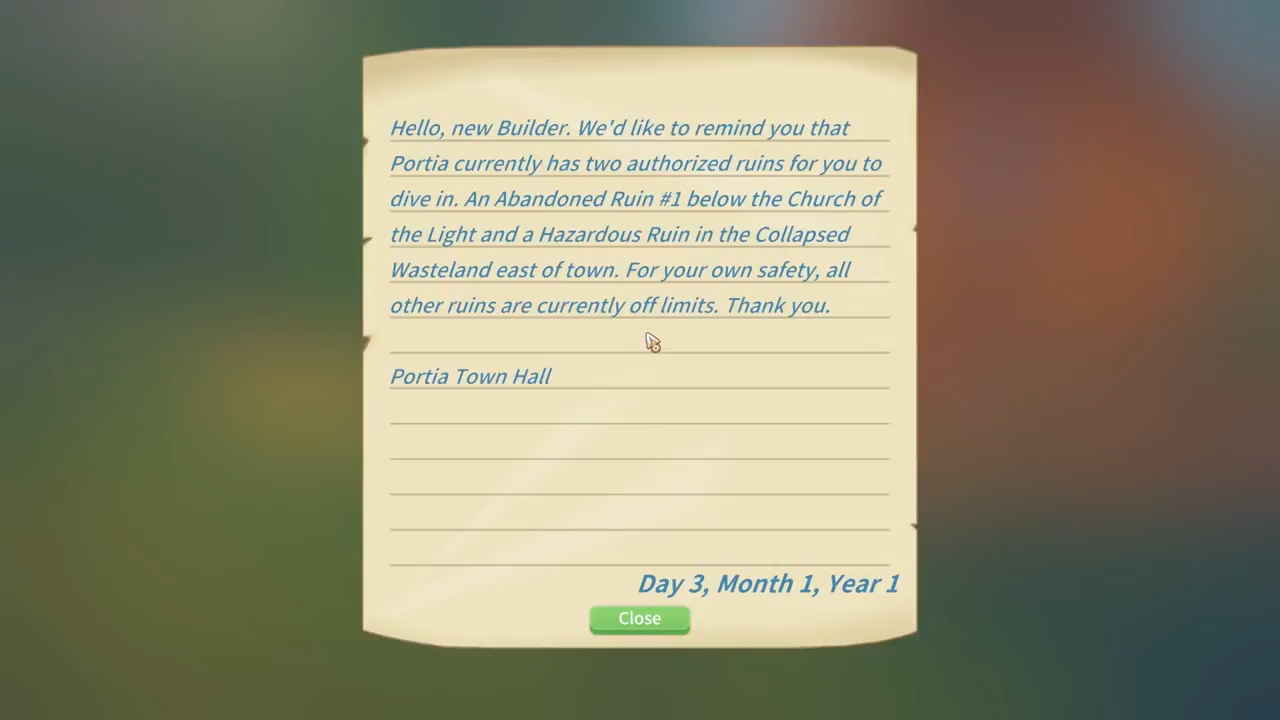 Hello, new Builder. We'd like to remind you that
Portia currently has two authorized ruins for you to
dive in. An Abandoned Ruin #1 below the Church of
the Light and a Hazardous Ruin in the Collapsed
Wasteland east of town. For your own safety, all
other ruins are currently off limits. Thank you.
Portia Town Hall
Day 3, Month 1, Year 1
Close